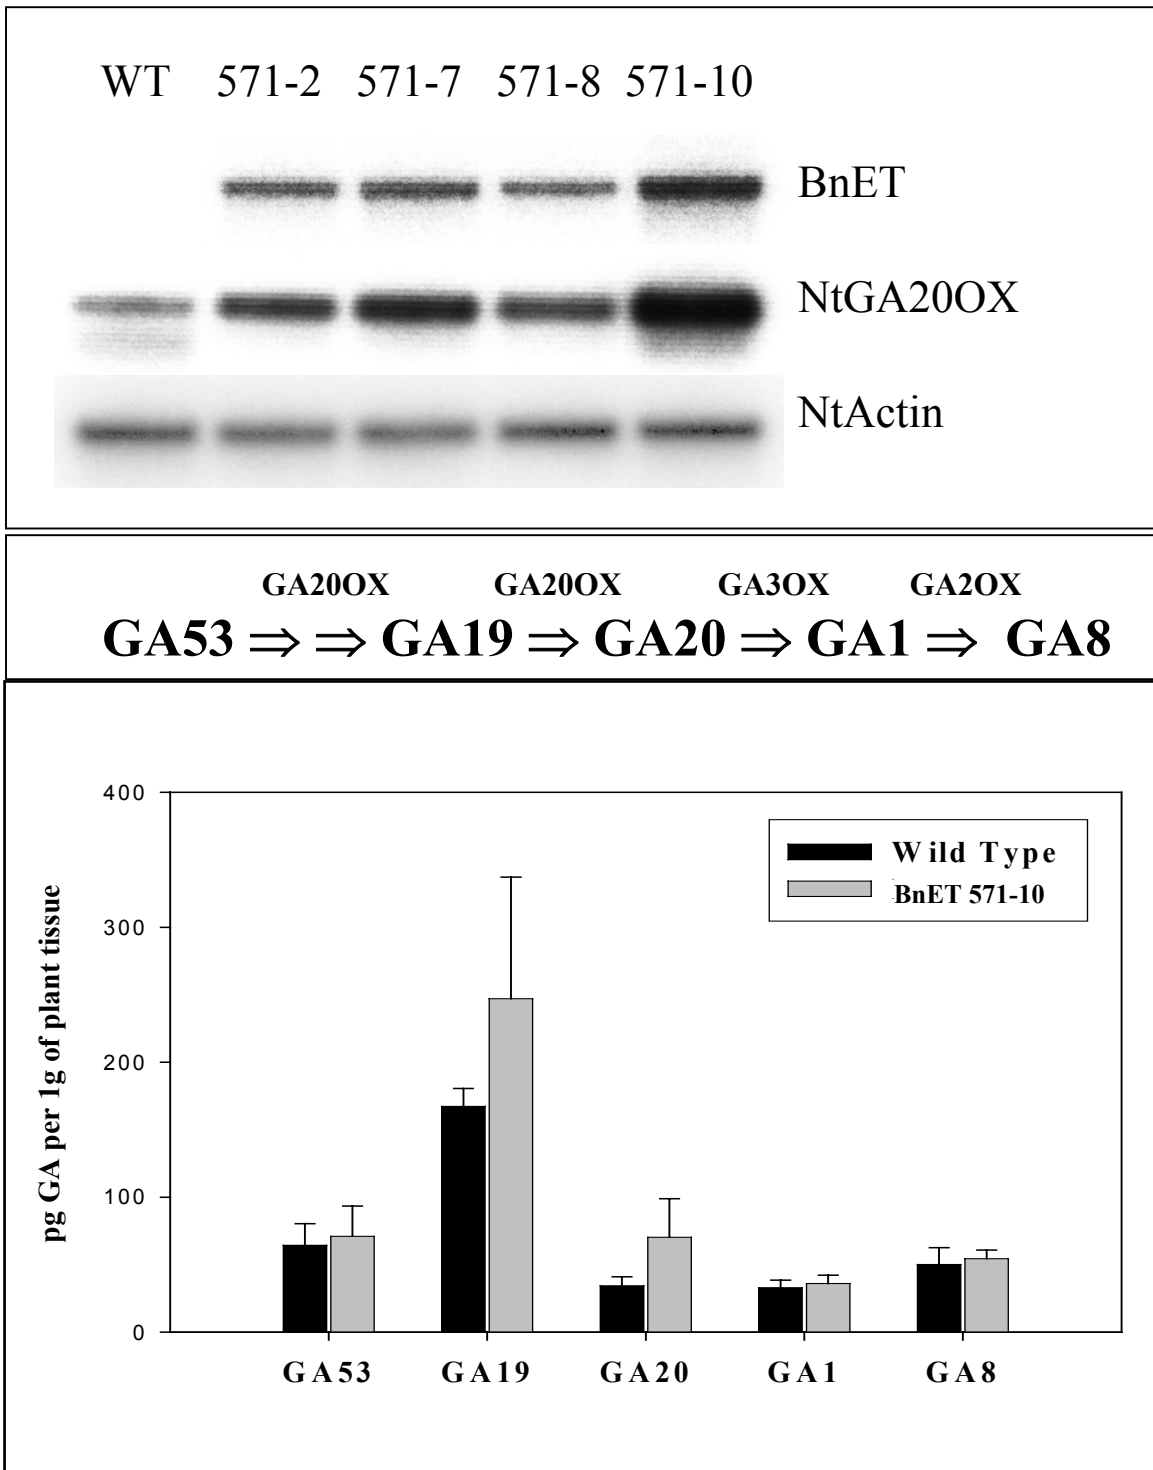 WT 571-2 571-7 571-8 571-10
BnET
NtGA20OX
NtActin
GA20OX GA20OX GA3OX GA2OX
GA53 ⇒ ⇒ GA19 ⇒ GA20 ⇒ GA1 ⇒ GA8
pg GA per 1g of plant tissue
400
300
200
100
0
Wild Type
BnET 571-10
GA53 GA19 GA20 GA1 GA8